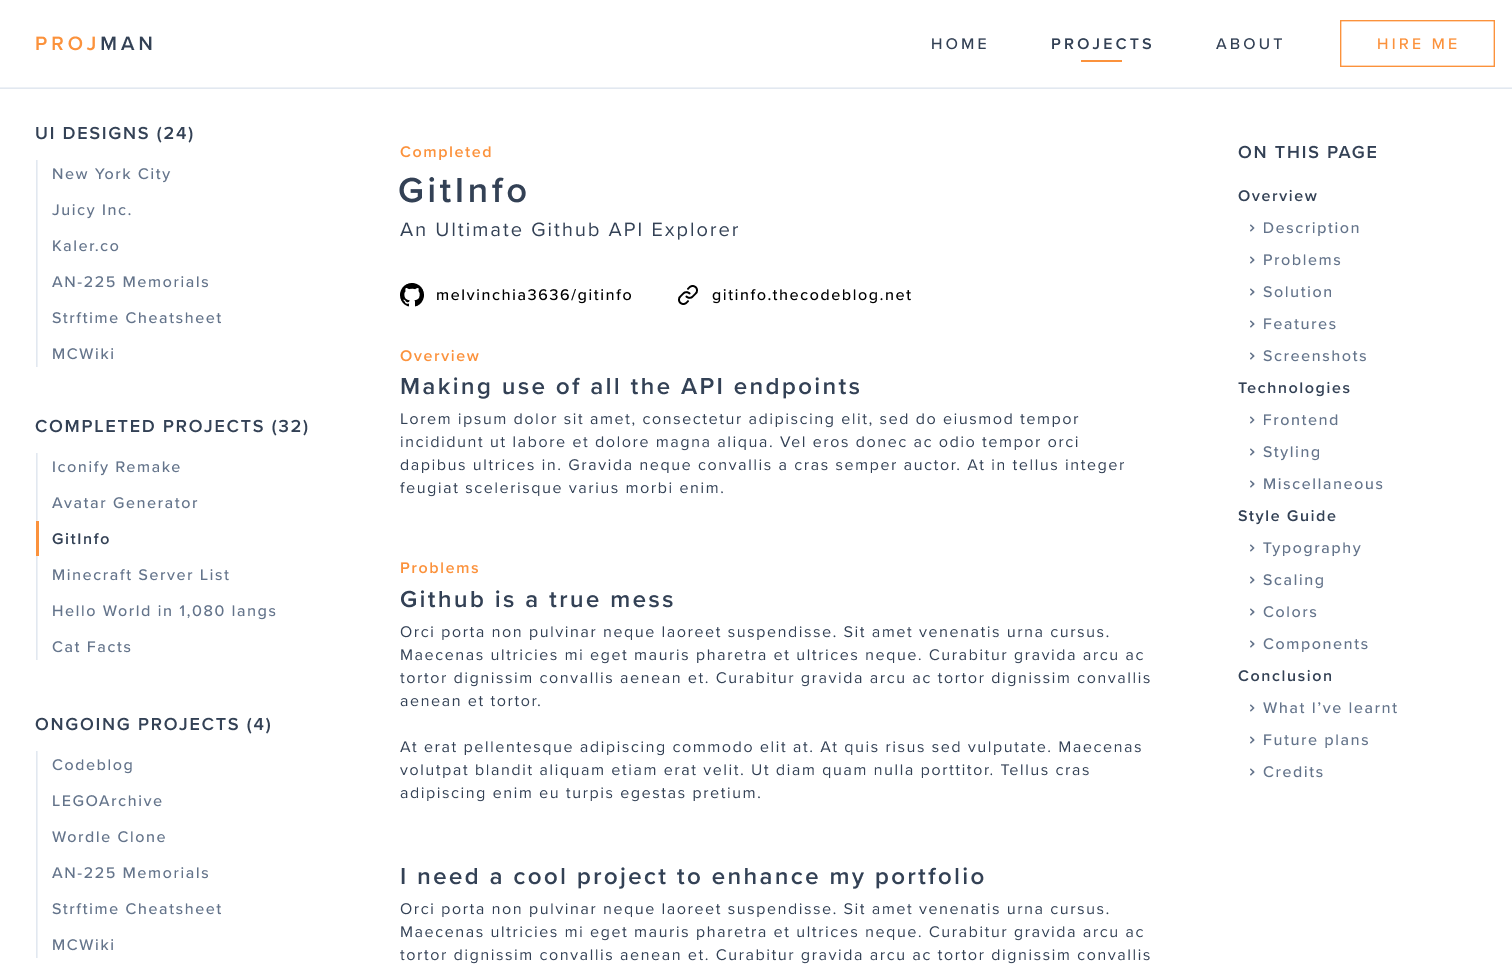 PROJMAN
HOME
PROJECTS
ABOUT
HIRE ME
UI DESIGNS (24)
New York City
Juicy Inc.
Kaler.co
AN-225 Memorials
Strftime Cheatsheet
MCWiki
COMPLETED PROJECTS (32)
Iconify Remake
Avatar Generator
GitInfo
Minecraft Server List
Hello World in 1,080 langs
Cat Facts
ONGOING PROJECTS (4)
Codeblog
LEGOArchive
Wordle Clone
AN-225 Memorials
Strftime Cheatsheet
MCWiki
Completed
GitInfo
An Ultimate Github API Explorer
melvinchia3636/gitinfo
gitinfo.thecodeblog.net
Overview
Making use of all the API endpoints
Lorem ipsum dolor sit amet, consectetur adipiscing elit, sed do eiusmod tempor
incididunt ut labore et dolore magna aliqua. Vel eros donec ac odio tempor orci
dapibus ultrices in. Gravida neque convallis a cras semper auctor. At in tellus integer
feugiat scelerisque varius morbi enim.
Problems
Github is a true mess
Orci porta non pulvinar neque laoreet suspendisse. Sit amet venenatis urna cursus.
Maecenas ultricies mi eget mauris pharetra et ultrices neque. Curabitur gravida arcu ac
tortor dignissim convallis aenean et. Curabitur gravida arcu ac tortor dignissim convallis
aenean et tortor.
At erat pellentesque adipiscing commodo elit at. At quis risus sed vulputate. Maecenas
volutpat blandit aliquam etiam erat velit. Ut diam quam nulla porttitor. Tellus cras
adipiscing enim eu turpis egestas pretium.
I need a cool project to enhance my portfolio
Orci porta non pulvinar neque laoreet suspendisse. Sit amet venenatis urna cursus.
Maecenas ultricies mi eget mauris pharetra et ultrices neque. Curabitur gravida arcu ac
tortor dignissim convallis aenean et. Curabitur gravida arcu ac tortor dignissim convallis
ON THIS PAGE
Overview
› Description
› Problems
› Solution
› Features
› Screenshots
Technologies
› Frontend
› Styling
› Miscellaneous
Style Guide
› Typography
› Scaling
› Colors
› Components
Conclusion
› What I’ve learnt
› Future plans
› Credits